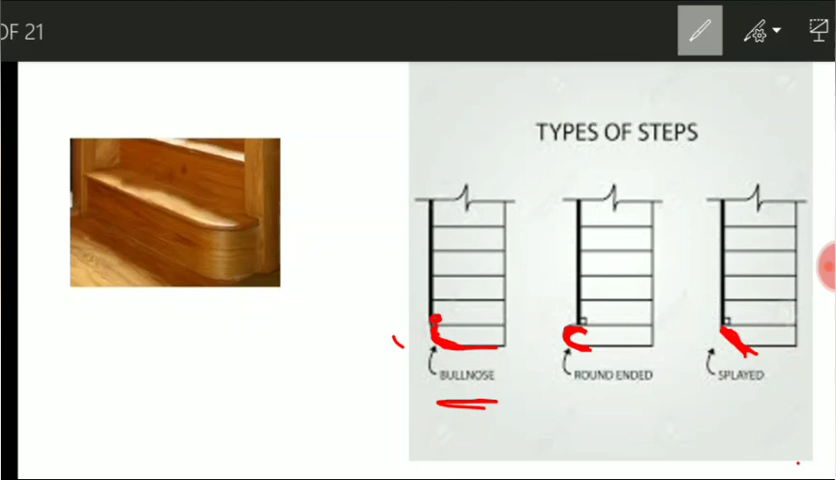 OF 21
TYPES OF STEPS
BULLNOSE
ROUND ENDED
SPLAYED